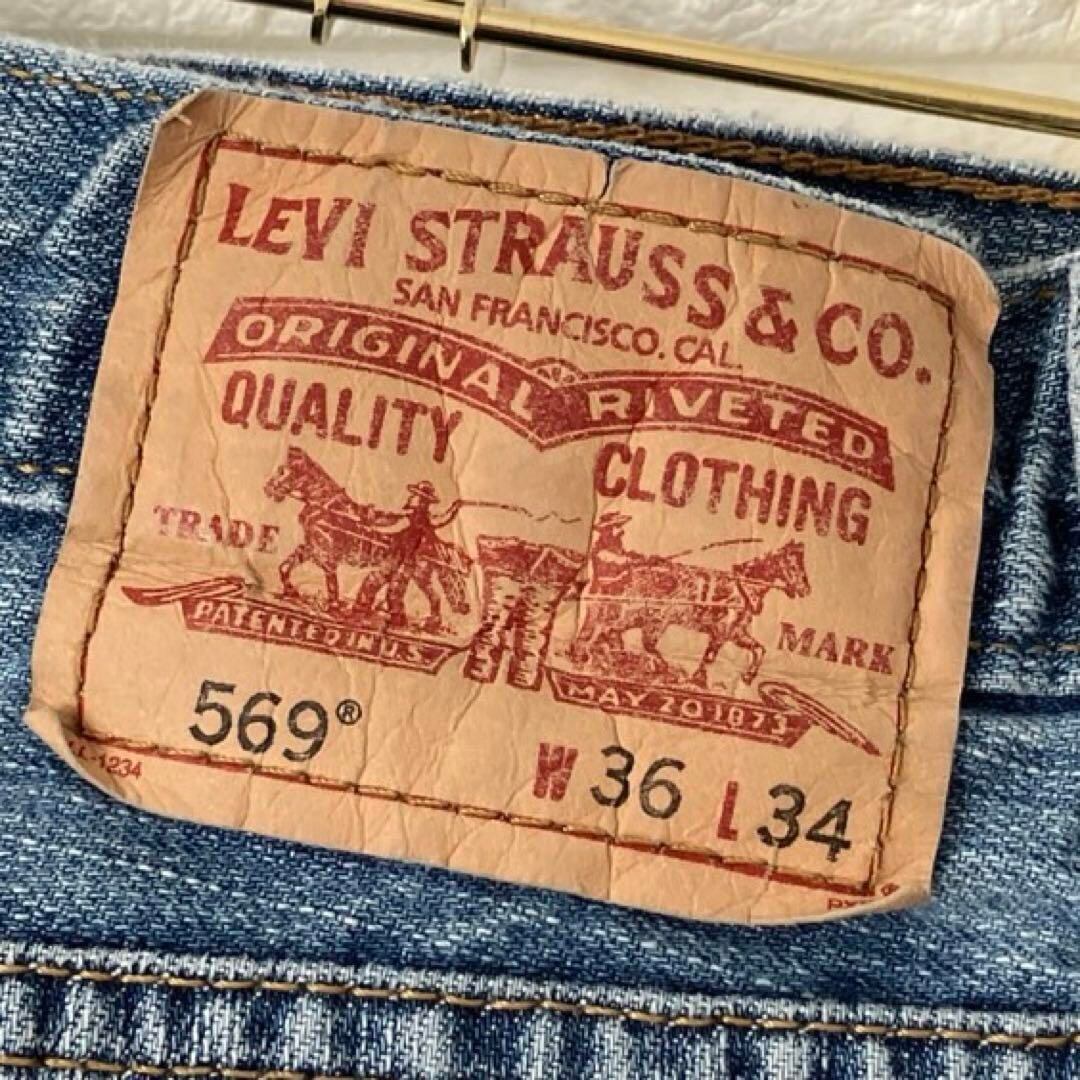 LEVI STRAUSS & CO.
SAN FRANCISCO, CAL.
ORIGINAL RIVETED
QUALITY CLOTHING
TRADE MARK
PATENTED IN U.S. MAY 20 1873
569® W 36 L 34
-1234